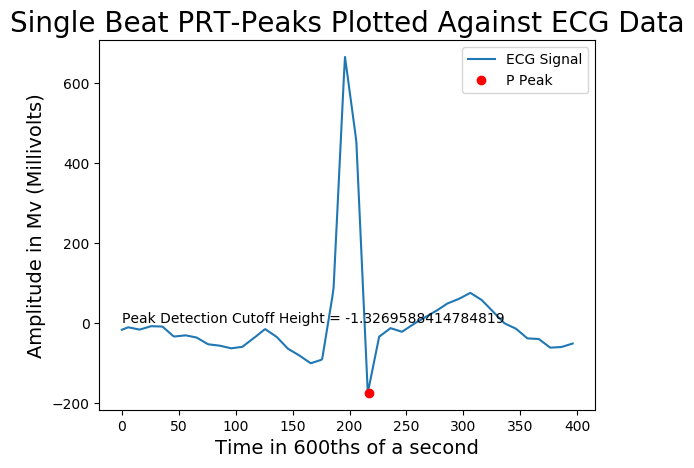 Single Beat PRT-Peaks Plotted Against ECG Data
ECG Signal
P Peak
600
400
200
0
−200
Amplitude in Mv (Millivolts)
Peak Detection Cutoff Height = -1.3269588414784819
0 50 100 150 200 250 300 350 400
Time in 600ths of a second